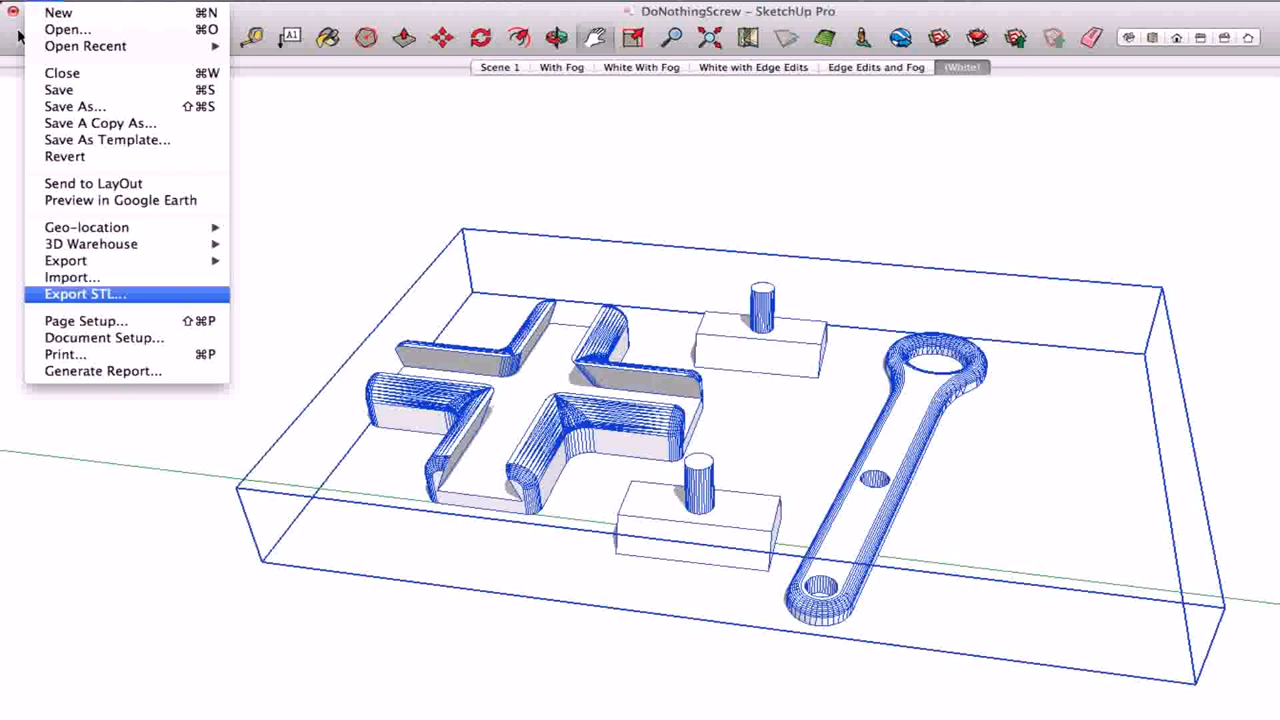 DoNothingScrew – SketchUp Pro
New ⌘N
Open... ⌘O
Open Recent ▶
Close ⌘W
Save ⌘S
Save As... ⇧⌘S
Save A Copy As...
Save As Template...
Revert
Send to LayOut
Preview in Google Earth
Geo-location ▶
3D Warehouse ▶
Export ▶
Import...
Export STL...
Page Setup... ⇧⌘P
Document Setup...
Print... ⌘P
Generate Report...
A1
Scene 1 With Fog White With Fog White with Edge Edits Edge Edits and Fog (White)